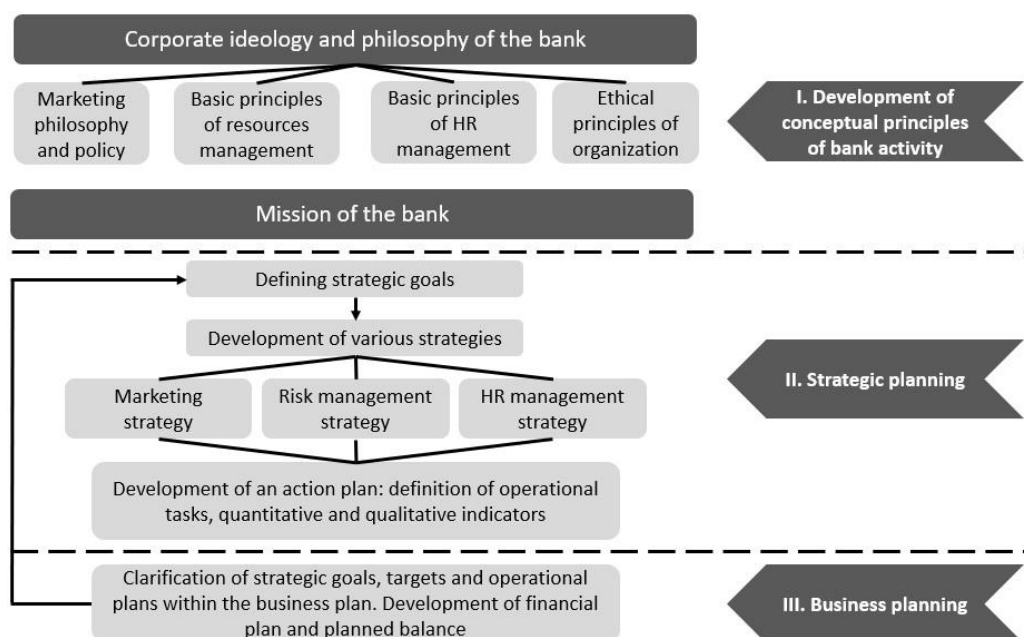 Corporate ideology and philosophy of the bank
Marketing
philosophy
and policy
Basic principles
of resources
management
Basic principles
of HR
management
Ethical
principles of
organization
I. Development of
conceptual principles
of bank activity
Mission of the bank
Defining strategic goals
Development of various strategies
Marketing
strategy
Risk management
strategy
HR management
strategy
II. Strategic planning
Development of an action plan: definition of operational
tasks, quantitative and qualitative indicators
Clarification of strategic goals, targets and operational
plans within the business plan. Development of financial
plan and planned balance
III. Business planning